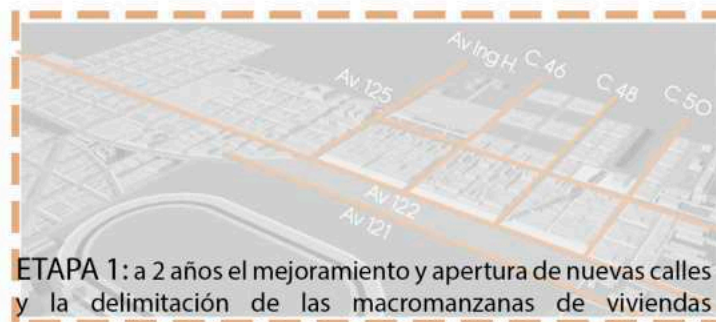 Av Ing H.
C 46
C 48
C 50
Av 125
Av 122
Av 121
ETAPA 1: a 2 años el mejoramiento y apertura de nuevas calles
y la delimitación de las macromanzanas de viviendas